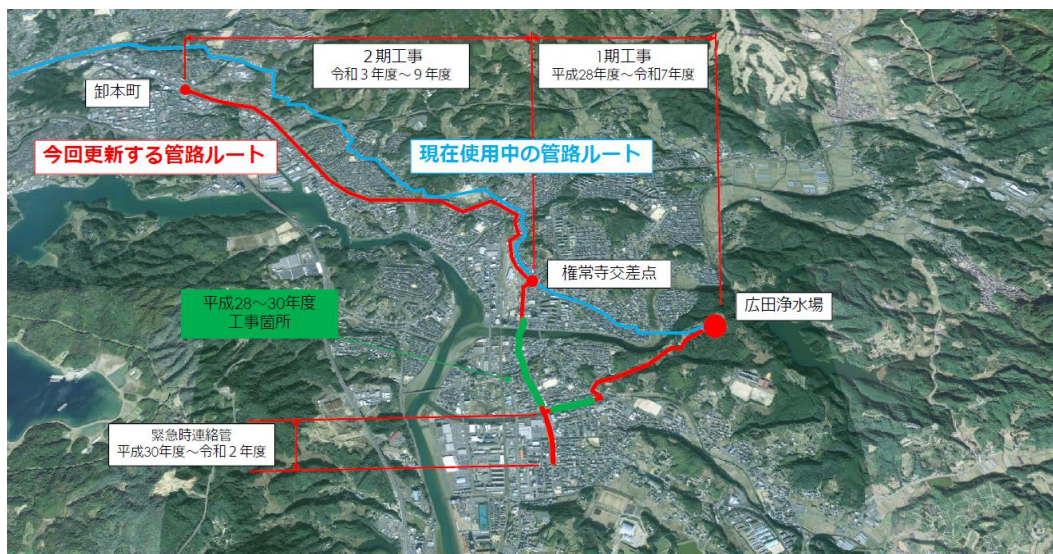 ２期工事
令和３年度～９年度
1期工事
平成28年度～令和7年度
卸本町
今回更新する管路ルート
現在使用中の管路ルート
権常寺交差点
広田浄水場
平成28～30年度
工事箇所
緊急時連絡管
平成30年度～令和２年度